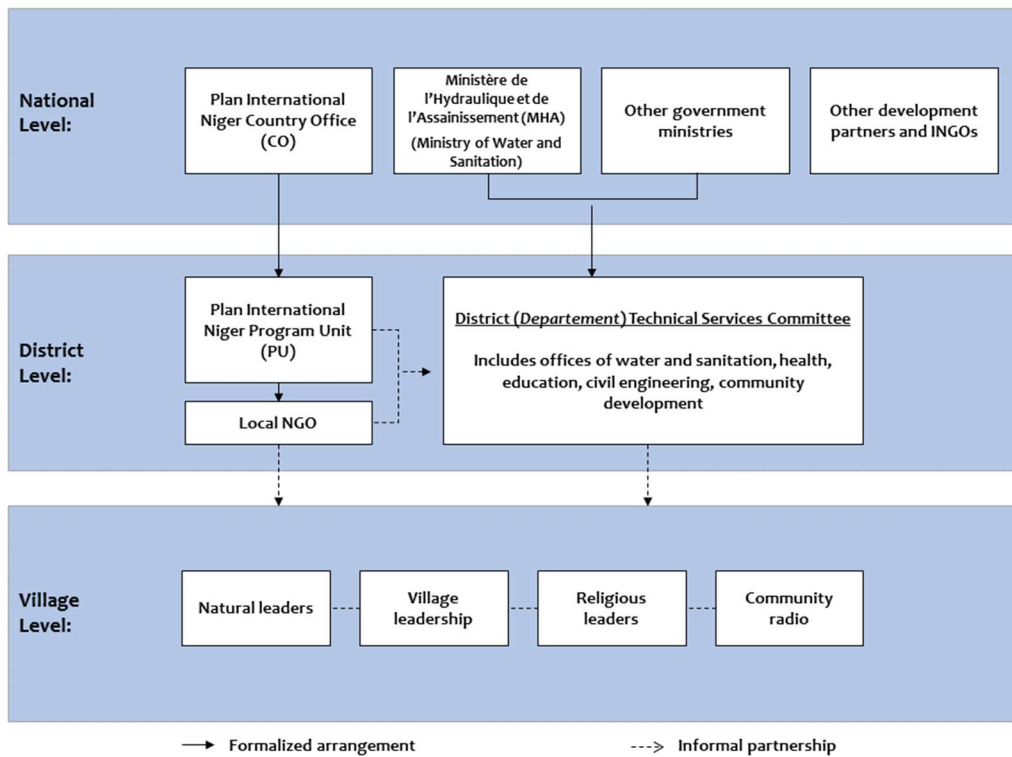 National
Level:
Plan International
Niger Country Office
(CO)
Ministère de
l'Hydraulique et de
l'Assainissement (MHA)
(Ministry of Water and
Sanitation)
Other government
ministries
Other development
partners and INGOs
District
Level:
Plan International
Niger Program Unit
(PU)
Local NGO
District (Departement) Technical Services Committee
Includes offices of water and sanitation, health,
education, civil engineering, community
development
Village
Level:
Natural leaders
Village
leadership
Religious
leaders
Community
radio
Formalized arrangement
Informal partnership